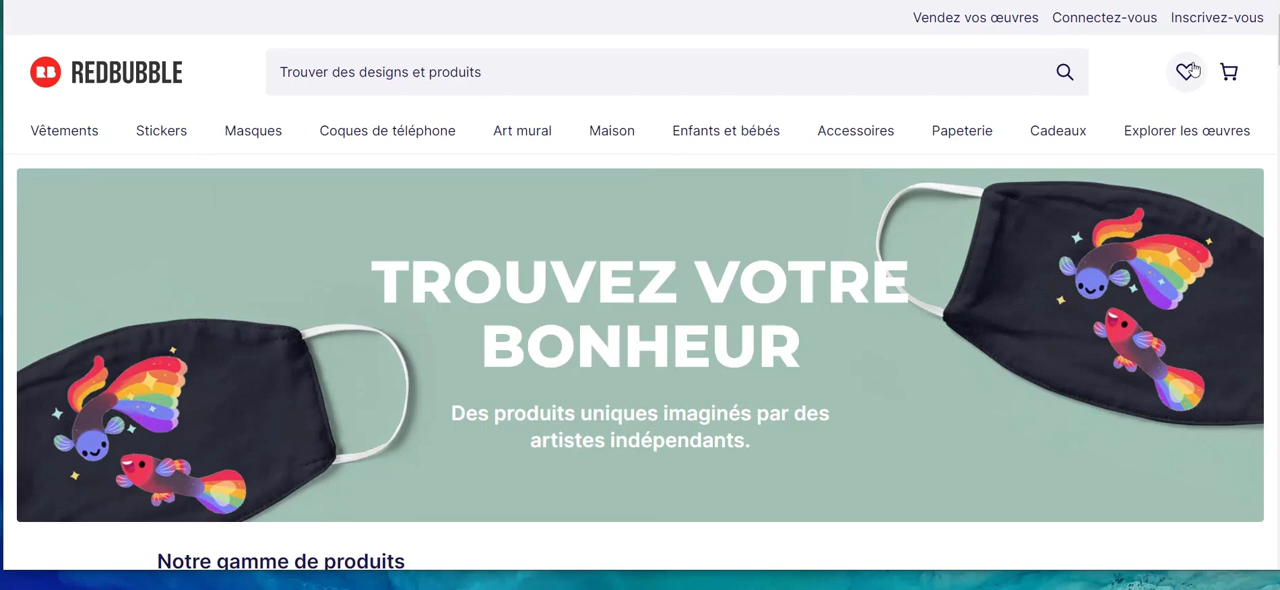 Vendez vos œuvres Connectez-vous Inscrivez-vous
RB REDBUBBLE
Trouver des designs et produits
Vêtements Stickers Masques Coques de téléphone Art mural Maison Enfants et bébés Accessoires Papeterie Cadeaux Explorer les œuvres
TROUVEZ VOTRE
BONHEUR
Des produits uniques imaginés par des
artistes indépendants.
Notre gamme de produits